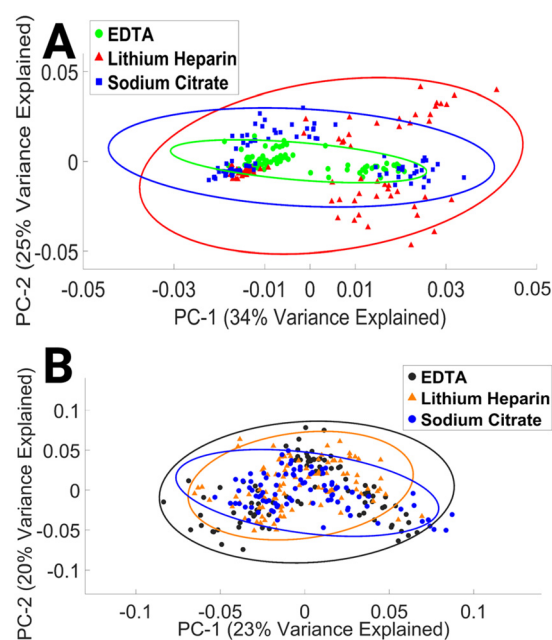 A
EDTA
Lithium Heparin
Sodium Citrate
PC-2 (25% Variance Explained)
0.05
0
-0.05
-0.05 -0.03 -0.01 0 0.01 0.03 0.05
PC-1 (34% Variance Explained)
B
EDTA
Lithium Heparin
Sodium Citrate
PC-2 (20% Variance Explained)
0.1
0.05
0
-0.05
-0.1
-0.1 -0.05 0 0.05 0.1
PC-1 (23% Variance Explained)